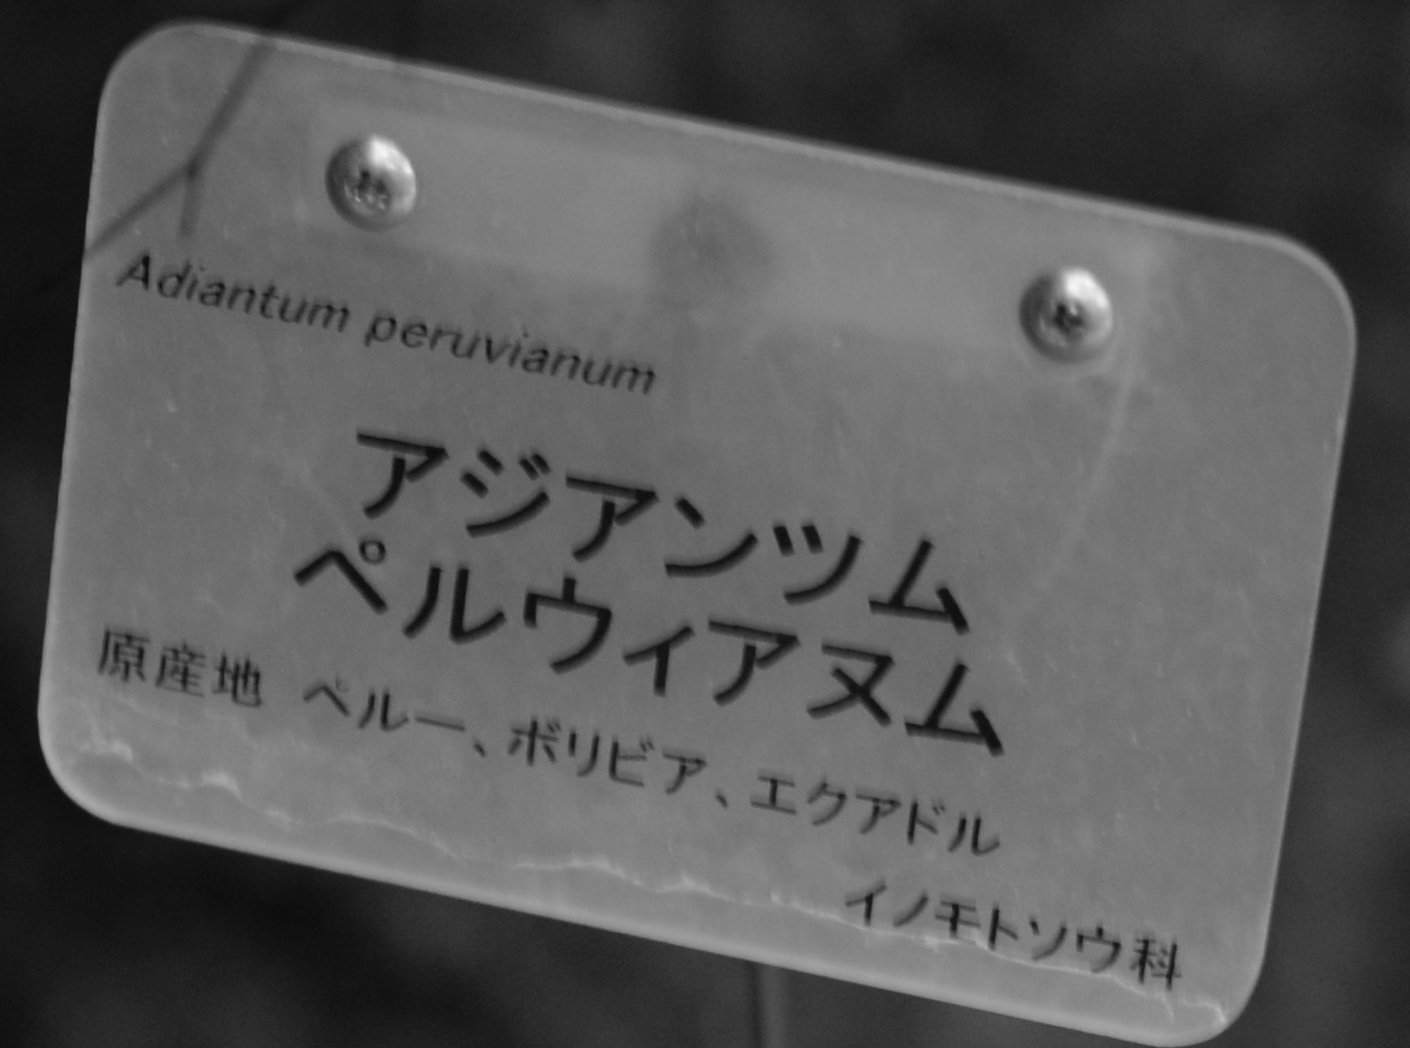 Adiantum peruvianum
アジアンツム
ペルウィアヌム
原産地 ペルー、ボリビア、エクアドル
イノモトソウ科